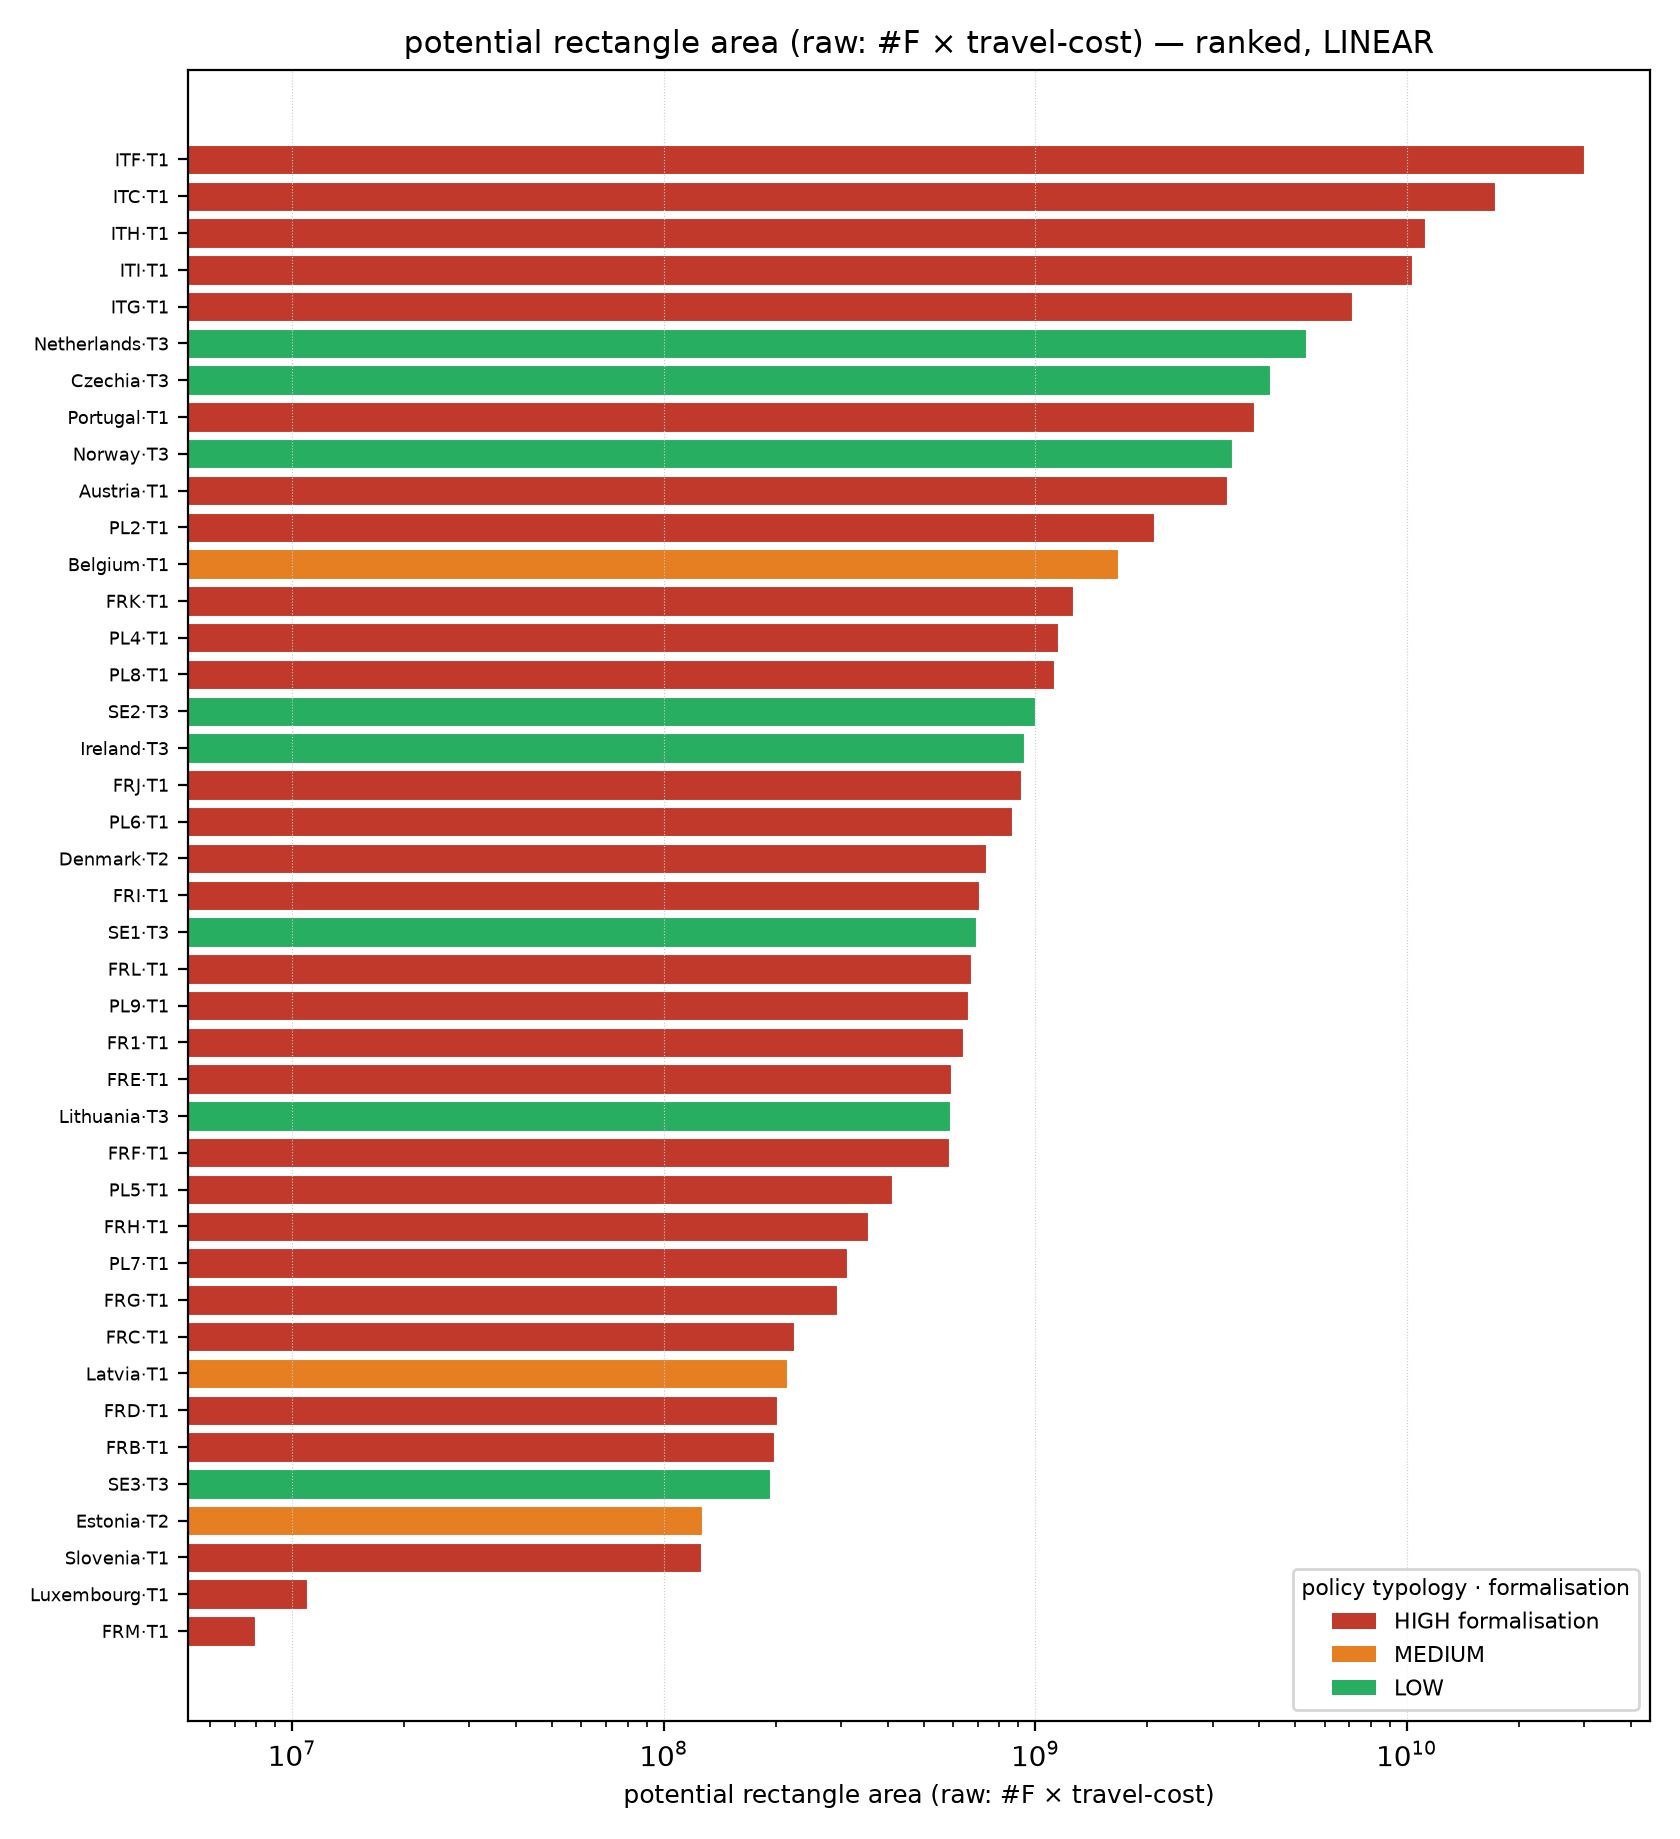 potential rectangle area (raw: #F × travel-cost) — ranked, LINEAR
ITF·T1
ITC·T1
ITH·T1
ITI·T1
ITG·T1
Netherlands·T3
Czechia·T3
Portugal·T1
Norway·T3
Austria·T1
PL2·T1
Belgium·T1
FRK·T1
PL4·T1
PL8·T1
SE2·T3
Ireland·T3
FRJ·T1
PL6·T1
Denmark·T2
FRI·T1
SE1·T3
FRL·T1
PL9·T1
FR1·T1
FRE·T1
Lithuania·T3
FRF·T1
PL5·T1
FRH·T1
PL7·T1
FRG·T1
FRC·T1
Latvia·T1
FRD·T1
FRB·T1
SE3·T3
Estonia·T2
Slovenia·T1
Luxembourg·T1
FRM·T1
policy typology · formalisation
HIGH formalisation
MEDIUM
LOW
10⁷ 10⁸ 10⁹ 10¹⁰
potential rectangle area (raw: #F × travel-cost)